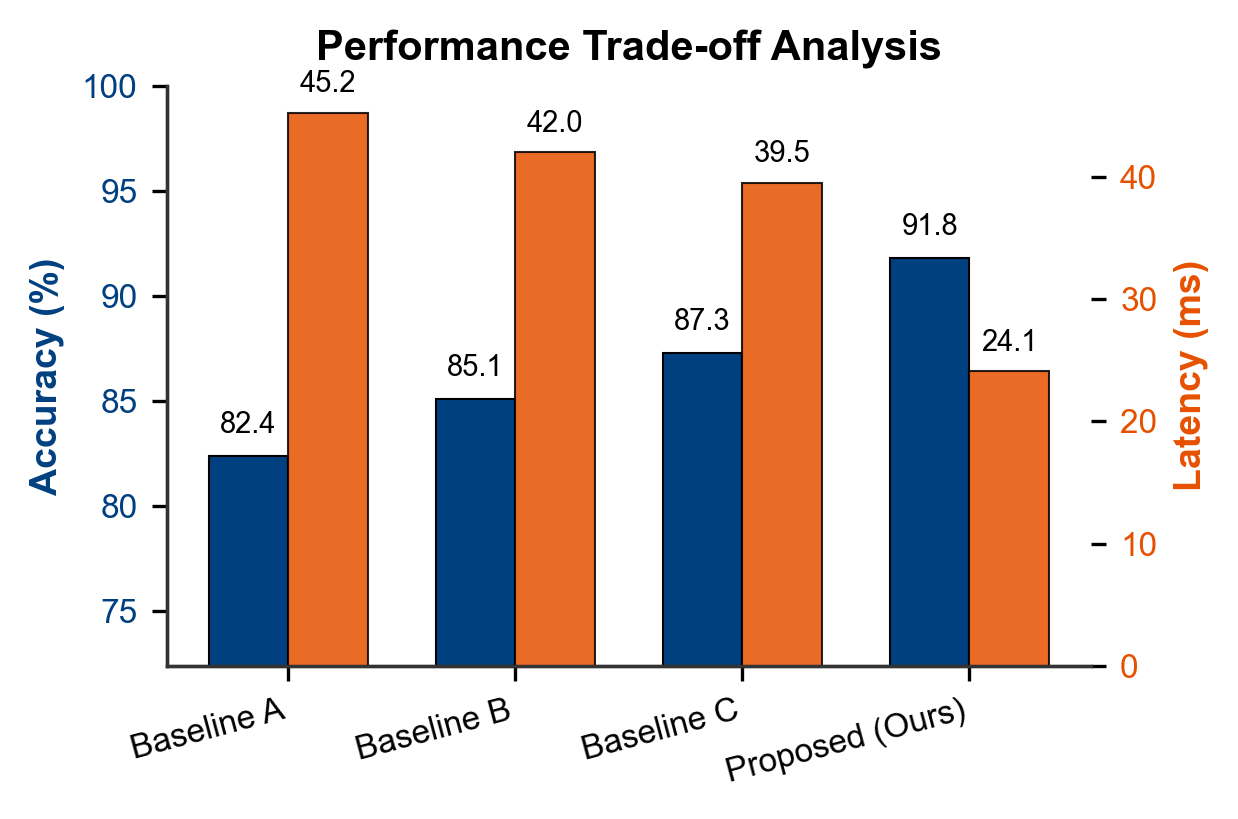 Performance Trade-off Analysis
Accuracy (%)
100
95
90
85
80
75
82.4
45.2
85.1
42.0
87.3
39.5
91.8
24.1
40
30
20
10
0
Latency (ms)
Baseline A
Baseline B
Baseline C
Proposed (Ours)